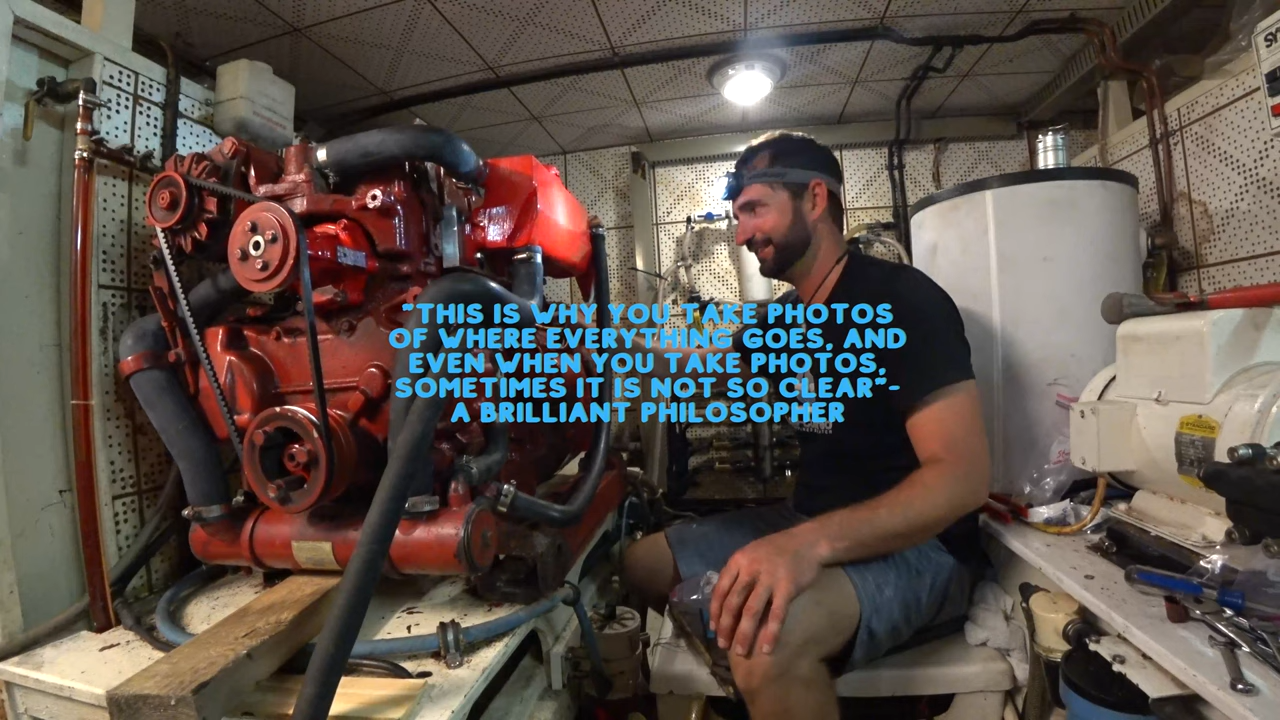 "THIS IS WHY YOU TAKE PHOTOS
OF WHERE EVERYTHING GOES, AND
EVEN WHEN YOU TAKE PHOTOS,
SOMETIMES IT IS NOT SO CLEAR"-
A BRILLIANT PHILOSOPHER